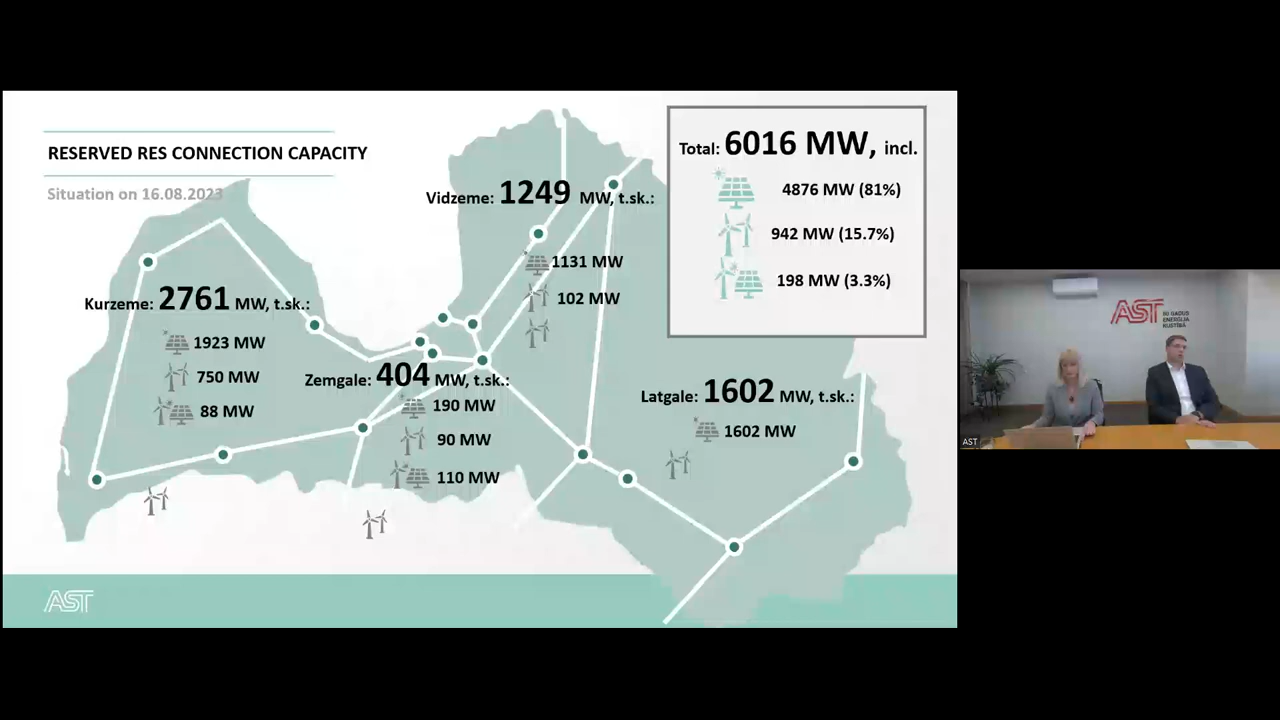 RESERVED RES CONNECTION CAPACITY
Situation on 16.08.2023
Total: 6016 MW, incl.
4876 MW (81%)
942 MW (15.7%)
198 MW (3.3%)
Vidzeme: 1249 MW, t.sk.:
1131 MW
102 MW
Kurzeme: 2761 MW, t.sk.:
1923 MW
750 MW
88 MW
Zemgale: 404 MW, t.sk.:
190 MW
90 MW
110 MW
Latgale: 1602 MW, t.sk.:
1602 MW
AST
AST
ENERĢIJA
KUSTĪBĀ
AST